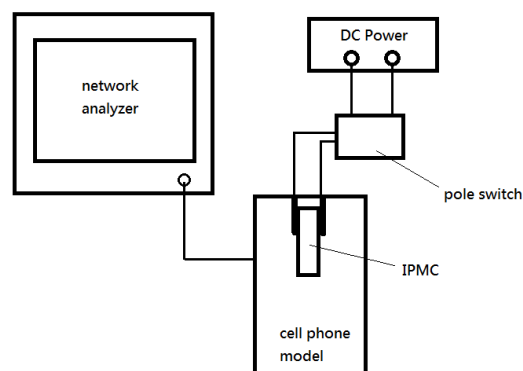 network
analyzer
DC Power
pole switch
IPMC
cell phone
model